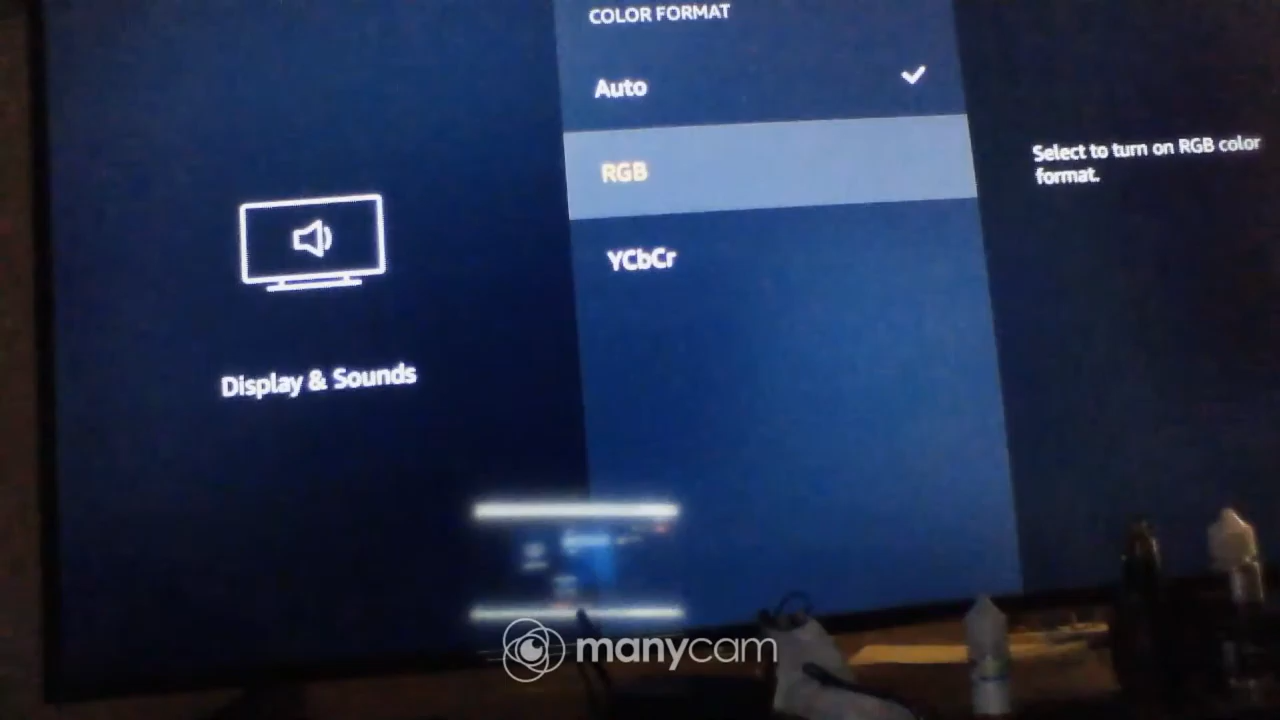 COLOR FORMAT
Auto
RGB
YCbCr
Select to turn on RGB color
format.
Display & Sounds
manycam